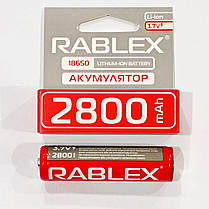 Li-ion
3.7V
RABLEX
18650 LITHIUM-ION BATTERY
АКУМУЛЯТОР
2800 mAh
3.7V
2800
RABLEX